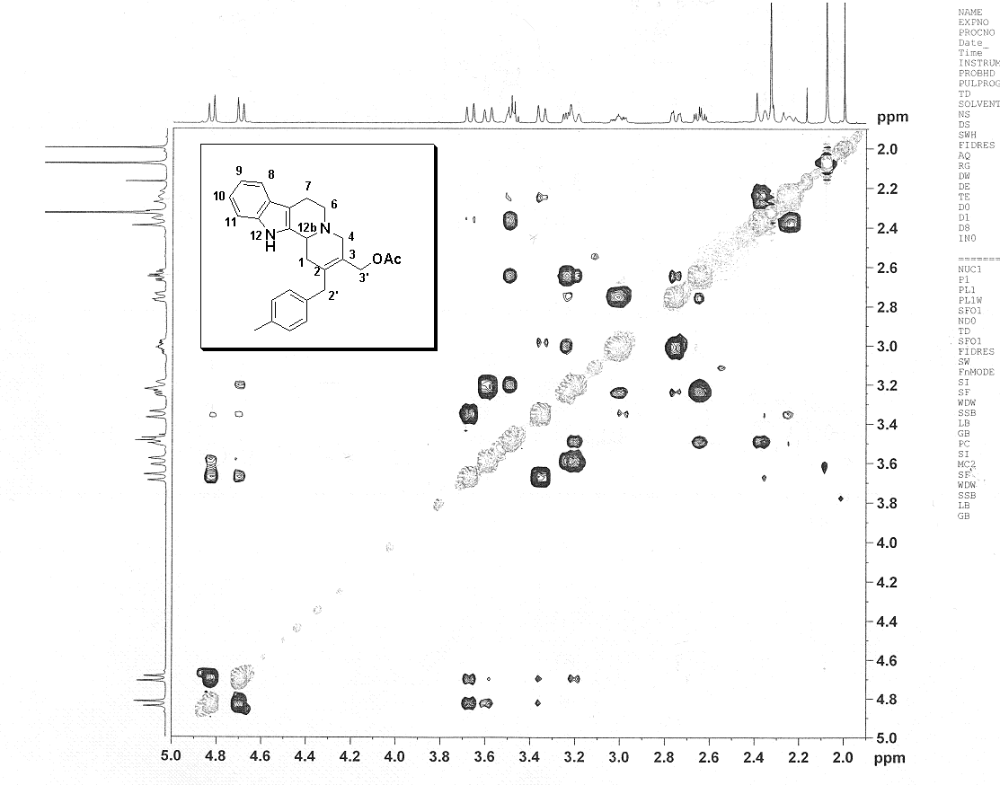 NAME
EXPNO
PROCNO
Date_
Time
INSTRUM
PROBHD
PULPROG
TD
SOLVENT
NS
DS
SWH
FIDRES
AQ
RG
DW
DE
TE
D0
D1
D8
IN0
========
NUC1
P1
PL1
PL1W
SFO1
ND0
TD
SFO1
FIDRES
SW
FnMODE
SI
SF
WDW
SSB
LB
GB
PC
SI
MC2
SF
WDW
SSB
LB
GB
ppm
2.0
2.2
2.4
2.6
2.8
3.0
3.2
3.4
3.6
3.8
4.0
4.2
4.4
4.6
4.8
5.0
9
8
10
7
6
11
12
N
H
12b
N
4
1
3
OAc
2
3'
2'
5.0 4.8 4.6 4.4 4.2 4.0 3.8 3.6 3.4 3.2 3.0 2.8 2.6 2.4 2.2 2.0 ppm